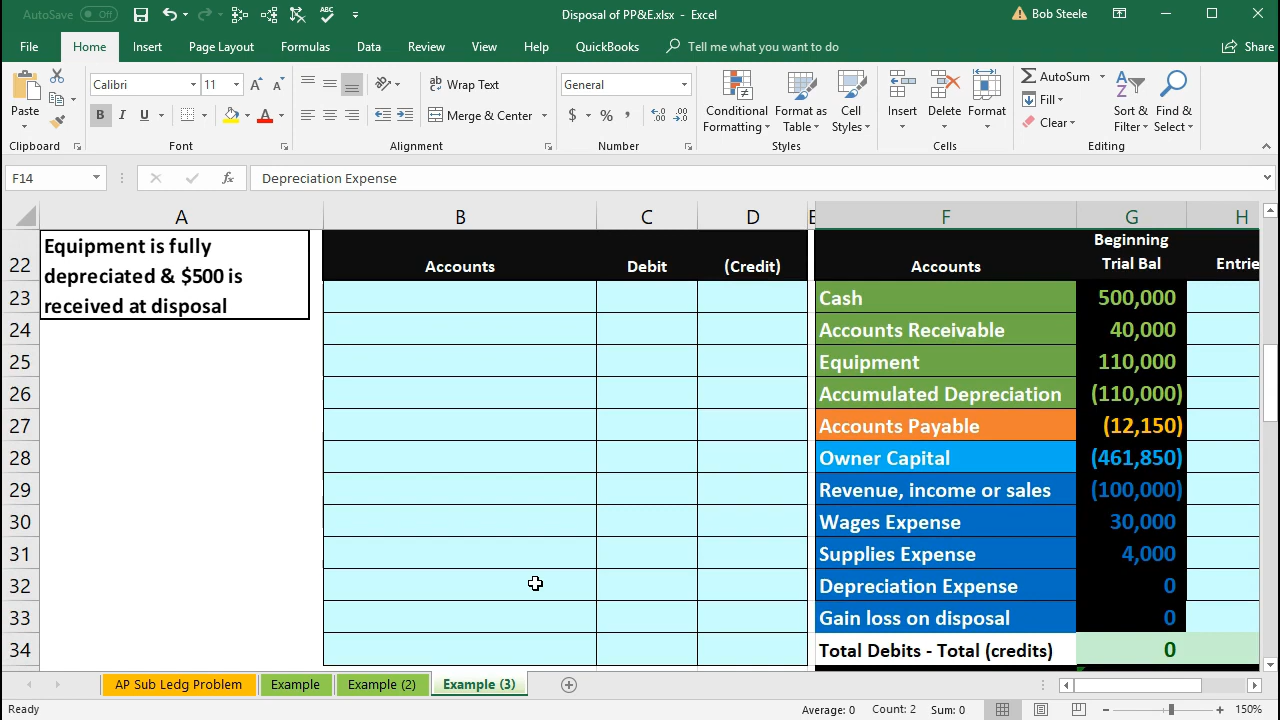 AutoSave Off
Disposal of PP&E.xlsx - Excel
Bob Steele
File Home Insert Page Layout Formulas Data Review View Help QuickBooks Tell me what you want to do Share
Paste
Clipboard
Calibri 11
B I U
Font
Wrap Text
Merge & Center
Alignment
General
$ % ,
Number
Conditional Formatting
Format as Table
Cell Styles
Styles
Insert Delete Format
Cells
AutoSum
Fill
Clear
Sort & Filter
Find & Select
Editing
F14 fx Depreciation Expense
A B C D E F G H
22 Equipment is fully
depreciated & $500 is
received at disposal
Accounts Debit (Credit) Accounts Beginning
Trial Bal Entrie
23 Cash 500,000
24 Accounts Receivable 40,000
25 Equipment 110,000
26 Accumulated Depreciation (110,000)
27 Accounts Payable (12,150)
28 Owner Capital (461,850)
29 Revenue, income or sales (100,000)
30 Wages Expense 30,000
31 Supplies Expense 4,000
32 Depreciation Expense 0
33 Gain loss on disposal 0
34 Total Debits - Total (credits) 0
AP Sub Ledg Problem Example Example (2) Example (3)
Ready Average: 0 Count: 2 Sum: 0 150%